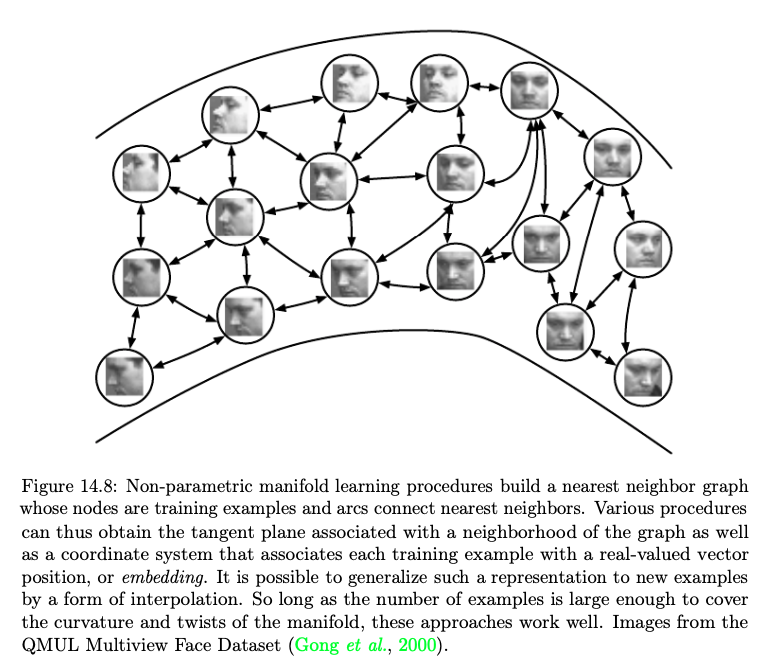 Figure 14.8: Non-parametric manifold learning procedures build a nearest neighbor graph
whose nodes are training examples and arcs connect nearest neighbors. Various procedures
can thus obtain the tangent plane associated with a neighborhood of the graph as well
as a coordinate system that associates each training example with a real-valued vector
position, or embedding. It is possible to generalize such a representation to new examples
by a form of interpolation. So long as the number of examples is large enough to cover
the curvature and twists of the manifold, these approaches work well. Images from the
QMUL Multiview Face Dataset (Gong et al., 2000).